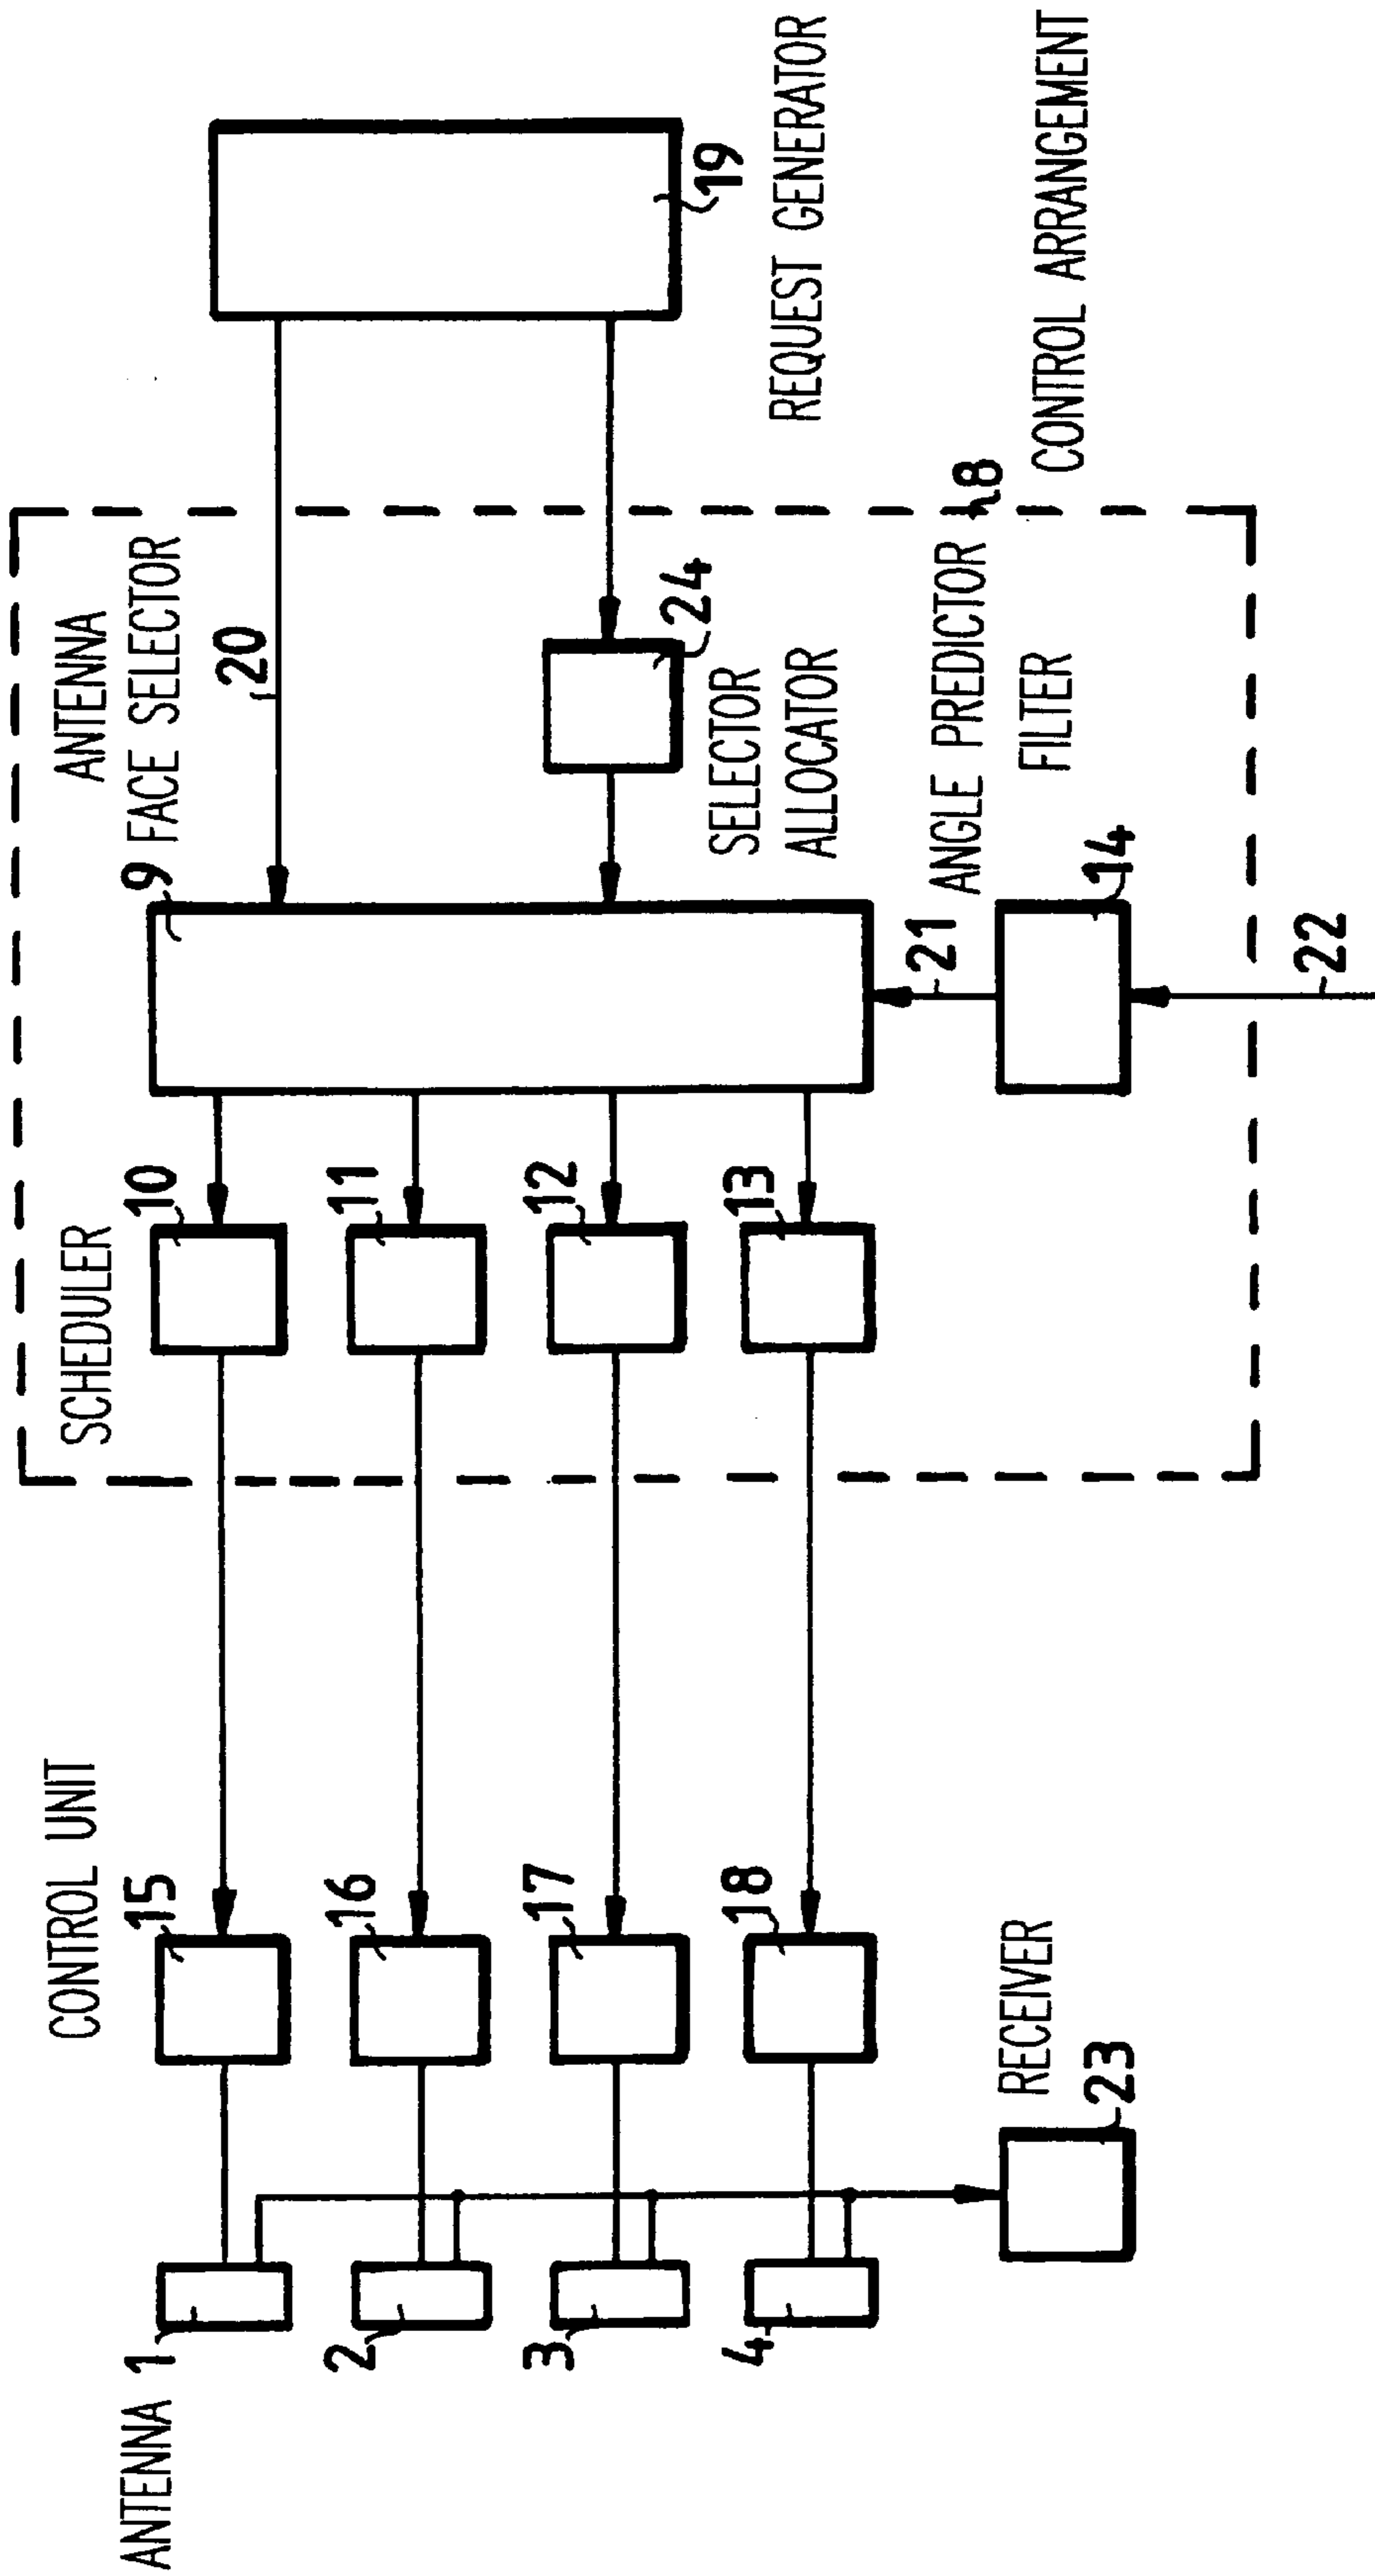 ANTENNA 1
2
3
4
CONTROL UNIT
15
16
17
18
RECEIVER
23
SCHEDULER
10
11
12
13
ANTENNA
9 FACE SELECTOR
20
24
SELECTOR
ALLOCATOR
21
ANGLE PREDICTOR
FILTER
14
22
8
19
REQUEST GENERATOR
CONTROL ARRANGEMENT